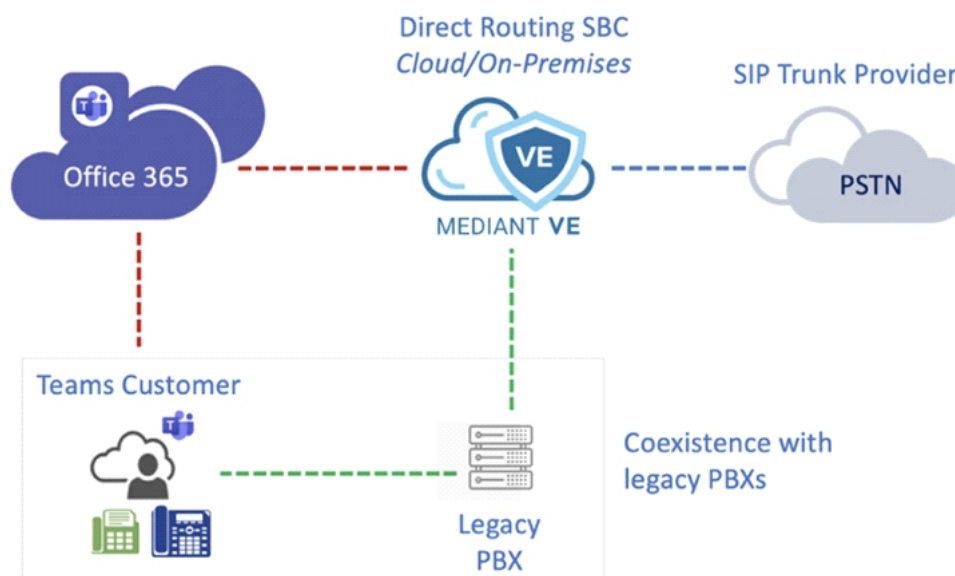 Direct Routing SBC
Cloud/On-Premises
SIP Trunk Provider
T
Office 365
VE
PSTN
MEDIANT VE
Teams Customer
T
Coexistence with
legacy PBXs
Legacy
PBX